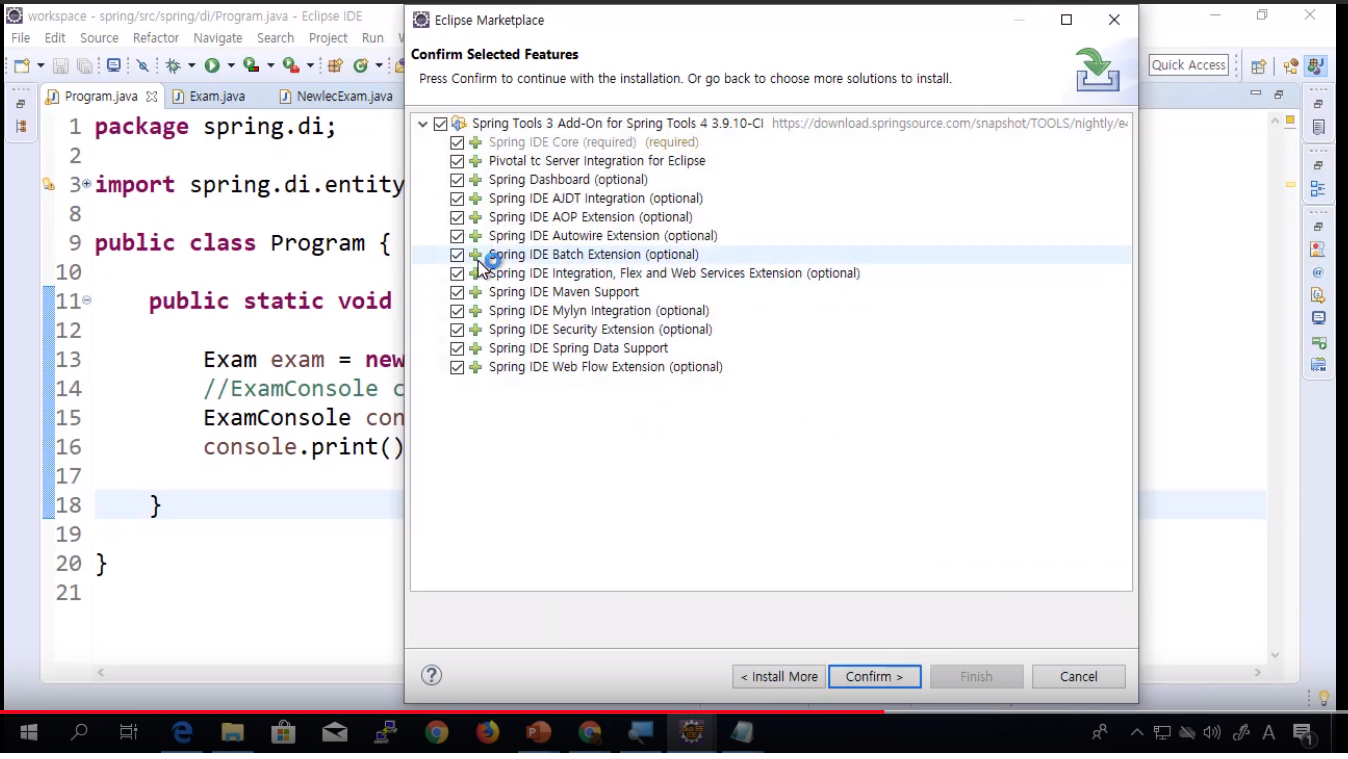 workspace - spring/src/spring/di/Program.java - Eclipse IDE
File Edit Source Refactor Navigate Search Project Run
Quick Access
Program.java
Exam.java
NewlecExam.java
1 package spring.di;
2
3 import spring.di.entity
8
9 public class Program {
10
11 public static void
12
13 Exam exam = new
14 //ExamConsole c
15 ExamConsole con
16 console.print()
17
18 }
19
20 }
21
Eclipse Marketplace
Confirm Selected Features
Press Confirm to continue with the installation. Or go back to choose more solutions to install.
Spring Tools 3 Add-On for Spring Tools 4 3.9.10-CI https://download.springsource.com/snapshot/TOOLS/nightly/e4
Spring IDE Core (required) (required)
Pivotal tc Server Integration for Eclipse
Spring Dashboard (optional)
Spring IDE AJDT Integration (optional)
Spring IDE AOP Extension (optional)
Spring IDE Autowire Extension (optional)
Spring IDE Batch Extension (optional)
Spring IDE Integration, Flex and Web Services Extension (optional)
Spring IDE Maven Support
Spring IDE Mylyn Integration (optional)
Spring IDE Security Extension (optional)
Spring IDE Spring Data Support
Spring IDE Web Flow Extension (optional)
< Install More
Confirm >
Finish
Cancel
A
1